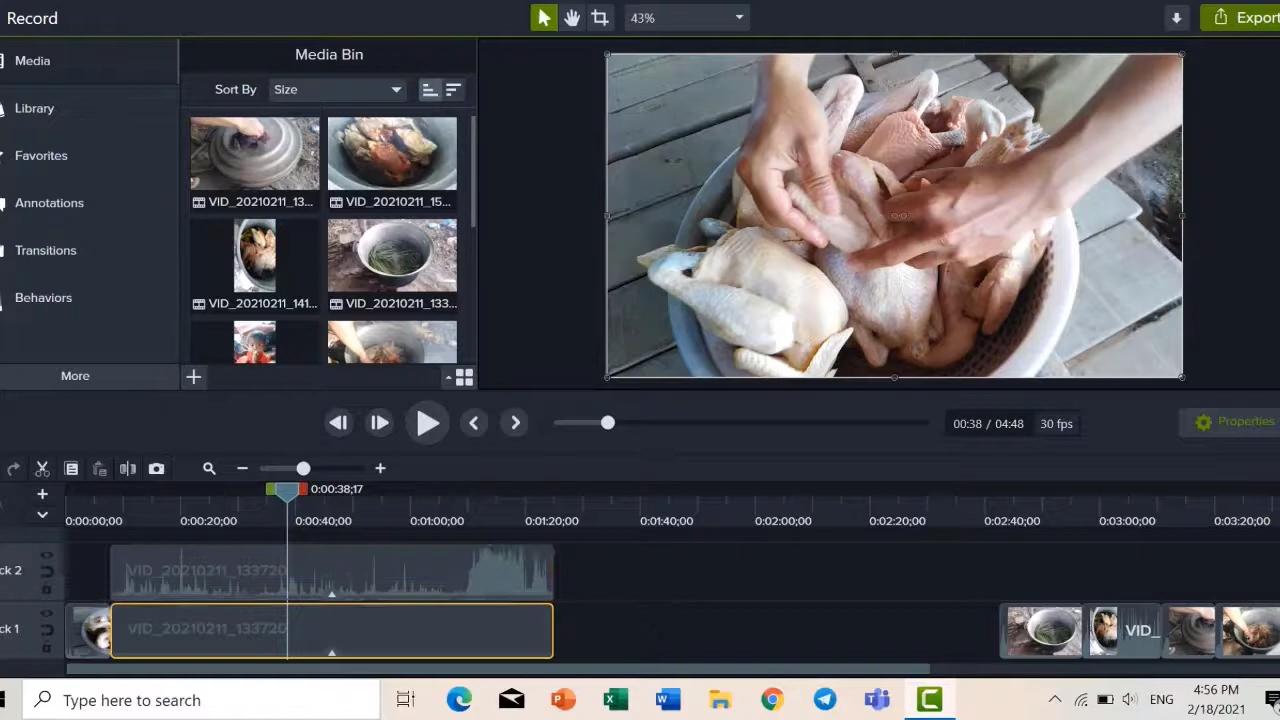 Record
43%
Export
Media
Library
Favorites
Annotations
Transitions
Behaviors
More
Media Bin
Sort By
Size
VID_20210211_13...
VID_20210211_15...
VID_20210211_141...
VID_20210211_133...
00:38 / 04:48
30 fps
Properties
0:00:38;17
0:00:00;00
0:00:20;00
0:00:40;00
0:01:00;00
0:01:20;00
0:01:40;00
0:02:00;00
0:02:20;00
0:02:40;00
0:03:00;00
0:03:20;00
ck 2
VID_20210211_133720
ck 1
VID_20210211_133720
VID_
Type here to search
ENG
4:56 PM
2/18/2021